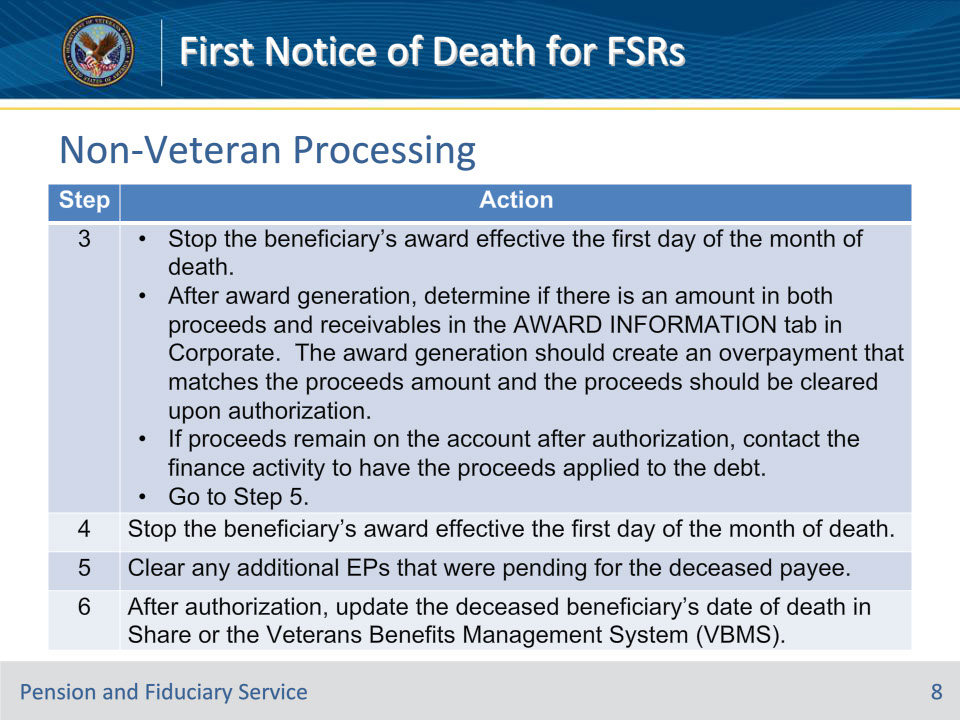 First Notice of Death for FSRs
Non-Veteran Processing
Step Action
3 • Stop the beneficiary’s award effective the first day of the month of
death.
• After award generation, determine if there is an amount in both
proceeds and receivables in the AWARD INFORMATION tab in
Corporate.  The award generation should create an overpayment that
matches the proceeds amount and the proceeds should be cleared
upon authorization.
• If proceeds remain on the account after authorization, contact the
finance activity to have the proceeds applied to the debt.
• Go to Step 5.
4 Stop the beneficiary’s award effective the first day of the month of death.
5 Clear any additional EPs that were pending for the deceased payee.
6 After authorization, update the deceased beneficiary’s date of death in
Share or the Veterans Benefits Management System (VBMS).
Pension and Fiduciary Service 8